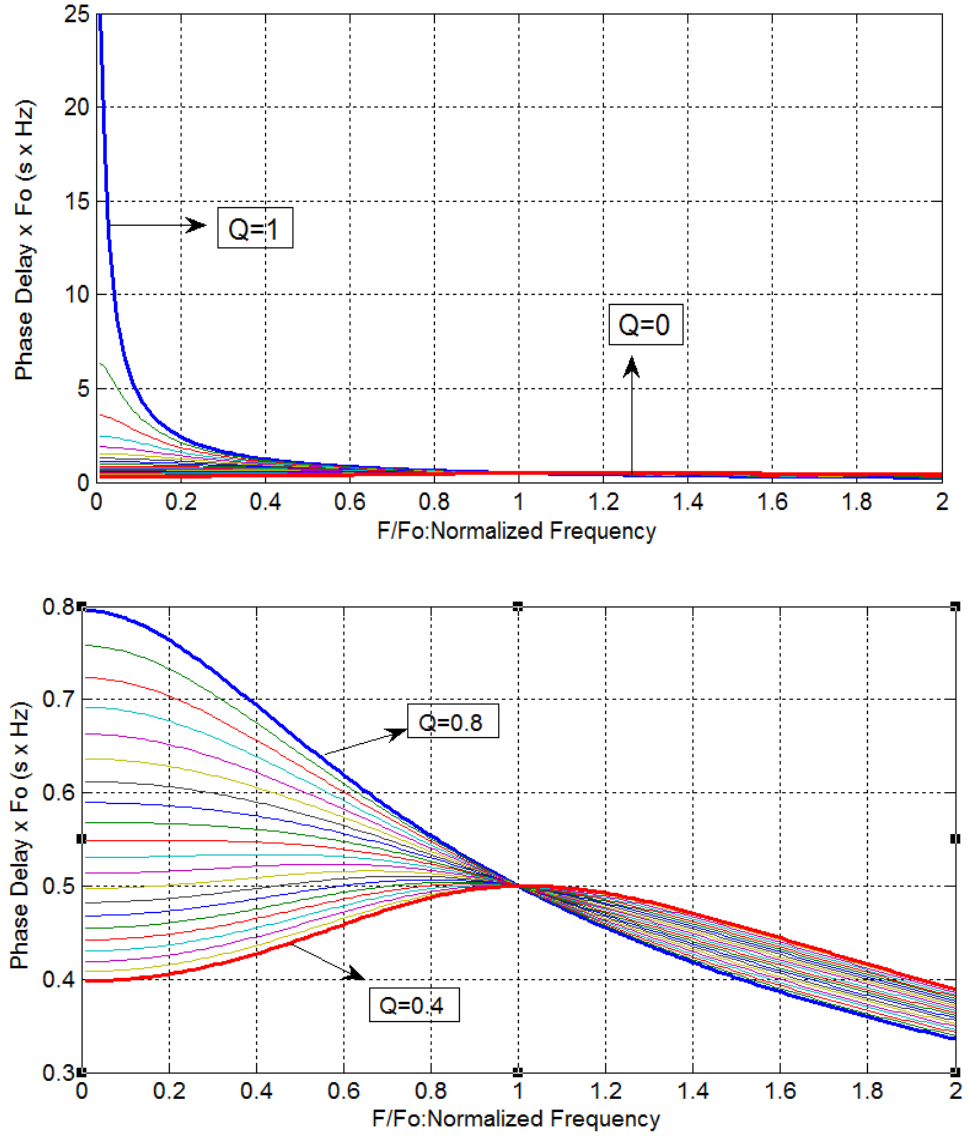 Phase Delay x Fo (s x Hz)
25
20
15
10
5
0
Q=1
Q=0
0 0.2 0.4 0.6 0.8 1 1.2 1.4 1.6 1.8 2
F/Fo:Normalized Frequency
Phase Delay x Fo (s x Hz)
0.8
0.7
0.6
0.5
0.4
0.3
Q=0.8
Q=0.4
0 0.2 0.4 0.6 0.8 1 1.2 1.4 1.6 1.8 2
F/Fo:Normalized Frequency